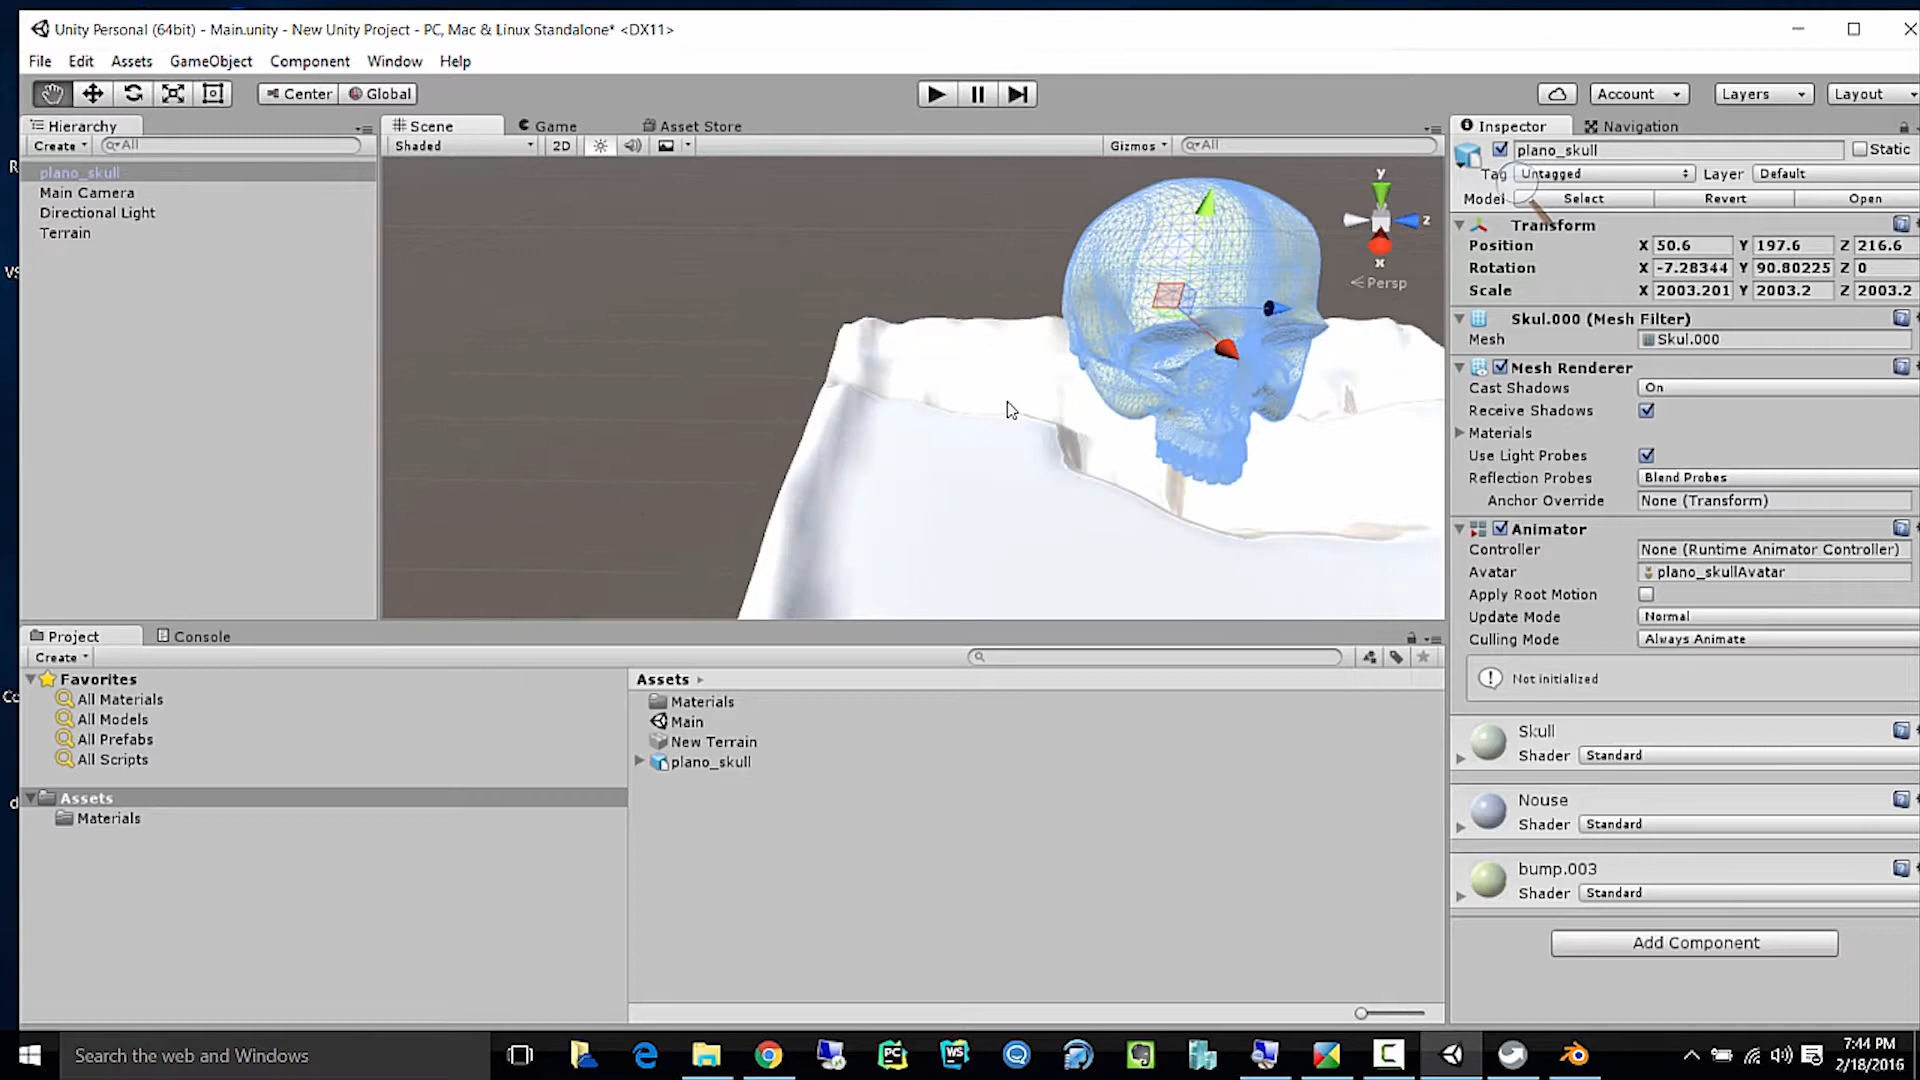 Unity Personal (64bit) - Main.unity - New Unity Project - PC, Mac & Linux Standalone* <DX11>
File Edit Assets GameObject Component Window Help
Center Global Account Layers Layout
Hierarchy
Create All
plano_skull
Main Camera
Directional Light
Terrain
Scene Game Asset Store
Shaded 2D Gizmos All
y
z
x
Persp
Inspector Navigation
plano_skull Static
Tag Untagged Layer Default
Model Select Revert Open
Transform
Position X 50.6 Y 197.6 Z 216.6
Rotation X -7.28344 Y 90.80225 Z 0
Scale X 2003.201 Y 2003.2 Z 2003.2
Skul.000 (Mesh Filter)
Mesh Skul.000
Mesh Renderer
Cast Shadows On
Receive Shadows
Materials
Use Light Probes
Reflection Probes Blend Probes
Anchor Override None (Transform)
Animator
Controller None (Runtime Animator Controller)
Avatar plano_skullAvatar
Apply Root Motion
Update Mode Normal
Culling Mode Always Animate
Not initialized
Skull
Shader Standard
Nouse
Shader Standard
bump.003
Shader Standard
Add Component
Project Console
Create
Favorites
All Materials
All Models
All Prefabs
All Scripts
Assets
Materials
Assets
Materials
Main
New Terrain
plano_skull
Search the web and Windows
PC
WS
C
7:44 PM
2/18/2016